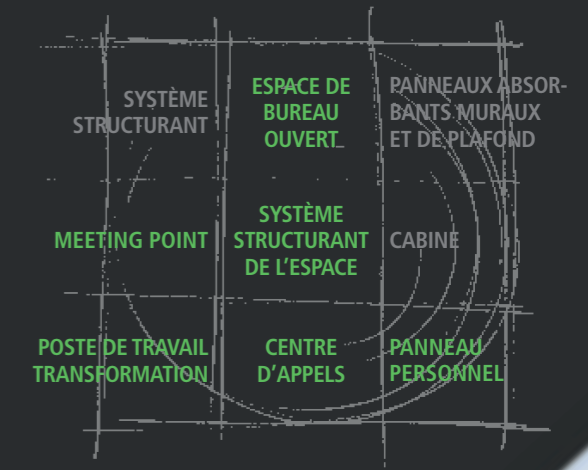 SYSTÈME
STRUCTURANT
ESPACE DE
BUREAU
OUVERT
PANNEAUX ABSOR-
BANTS MURAUX
ET DE PLAFOND
MEETING POINT
SYSTÈME
STRUCTURANT
DE L'ESPACE
CABINE
POSTE DE TRAVAIL
TRANSFORMATION
CENTRE
D'APPELS
PANNEAU
PERSONNEL